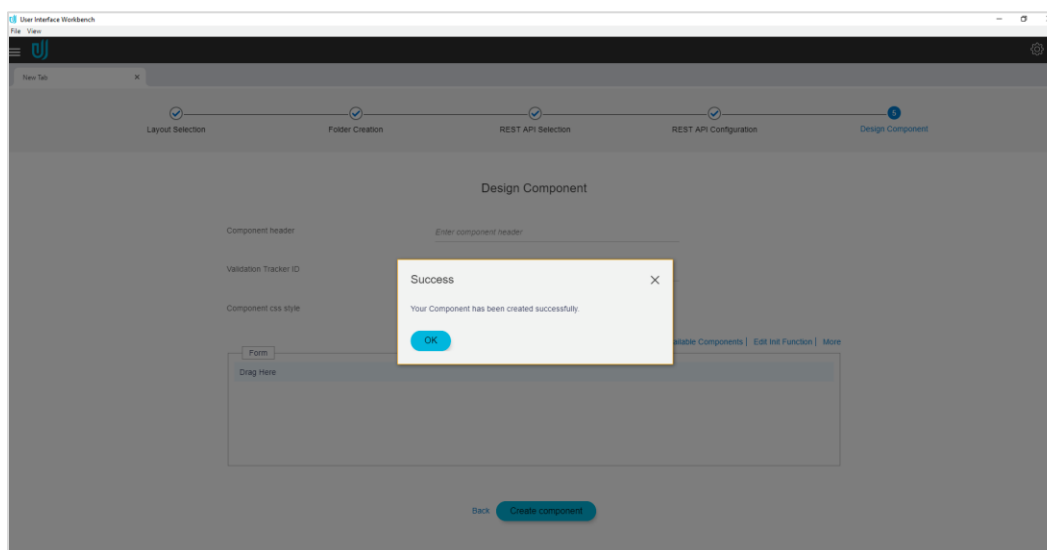 User Interface Workbench
File View
New Tab
Layout Selection
Folder Creation
REST API Selection
REST API Configuration
5
Design Component
Design Component
Component header
Enter component header
Validation Tracker ID
Success
Your Component has been created successfully.
Component css style
OK
Components | Edit Init Function | More
Form
Drag Here
Back
Create component